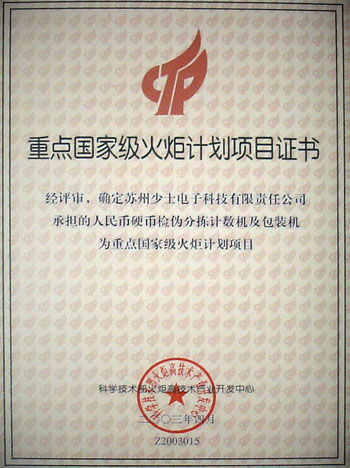 CTP
重点国家级火炬计划项目证书
经评审，确定苏州少士电子科技有限责任公司
承担的人民币硬币检伪分拣计数机及包装机
为重点国家级火炬计划项目
科学技术部火炬高技术产业开发中心
二〇〇三年四月
Z2003015